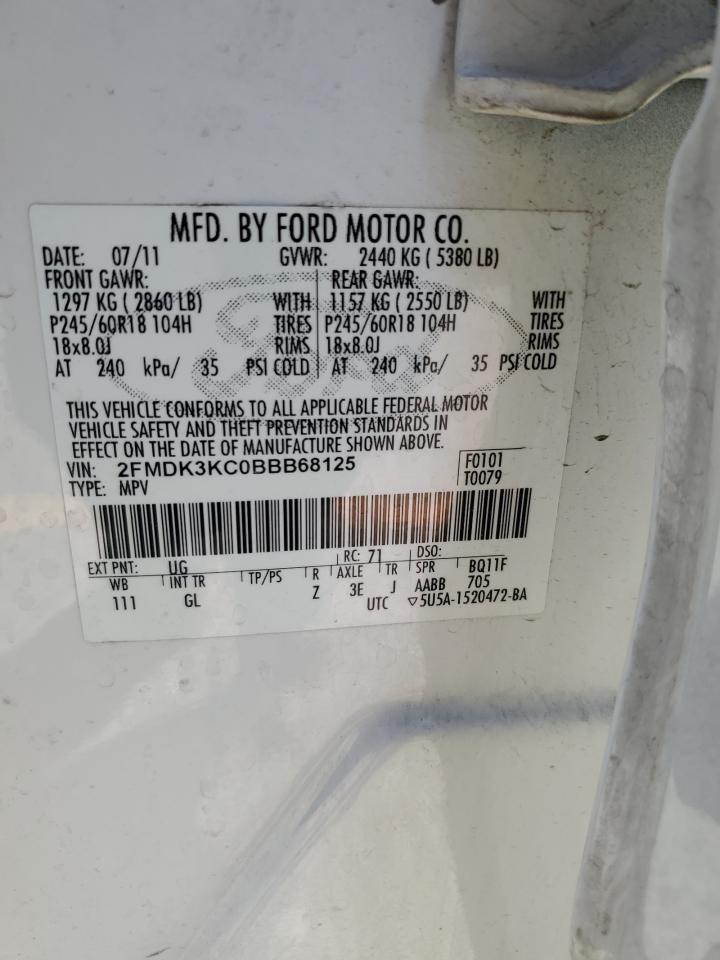 MFD. BY FORD MOTOR CO.
DATE: 07/11 GVWR: 2440 KG ( 5380 LB)
FRONT GAWR: REAR GAWR:
1297 KG ( 2860 LB) WITH 1157 KG ( 2550 LB) WITH
P245/60R18 104H TIRES P245/60R18 104H TIRES
18x8.0J RIMS 18x8.0J RIMS
AT 240 kPa/ 35 PSI COLD AT 240 kPa/ 35 PSI COLD
Ford
THIS VEHICLE CONFORMS TO ALL APPLICABLE FEDERAL MOTOR
VEHICLE SAFETY AND THEFT PREVENTION STANDARDS IN
EFFECT ON THE DATE OF MANUFACTURE SHOWN ABOVE.
VIN: 2FMDK3KC0BBB68125 F0101
TYPE: MPV T0079
EXT PNT: UG RC: 71 DSO:
WB INT TR TP/PS R AXLE TR SPR BQ11F
111 GL Z 3E J AABB 705
UTC ▽5U5A-1520472-BA